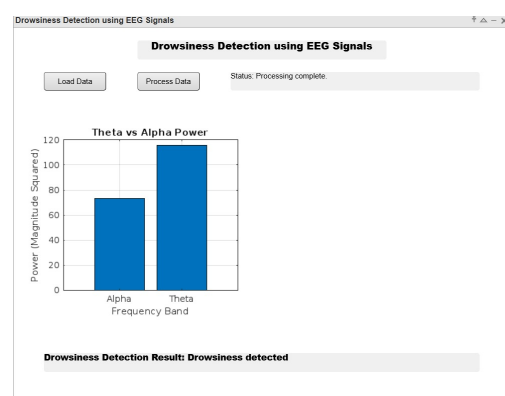 Drowsiness Detection using EEG Signals
Drowsiness Detection using EEG Signals
Load Data
Process Data
Status: Processing complete.
Theta vs Alpha Power
120
100
80
60
40
20
0
Power (Magnitude Squared)
Alpha
Theta
Frequency Band
Drowsiness Detection Result: Drowsiness detected